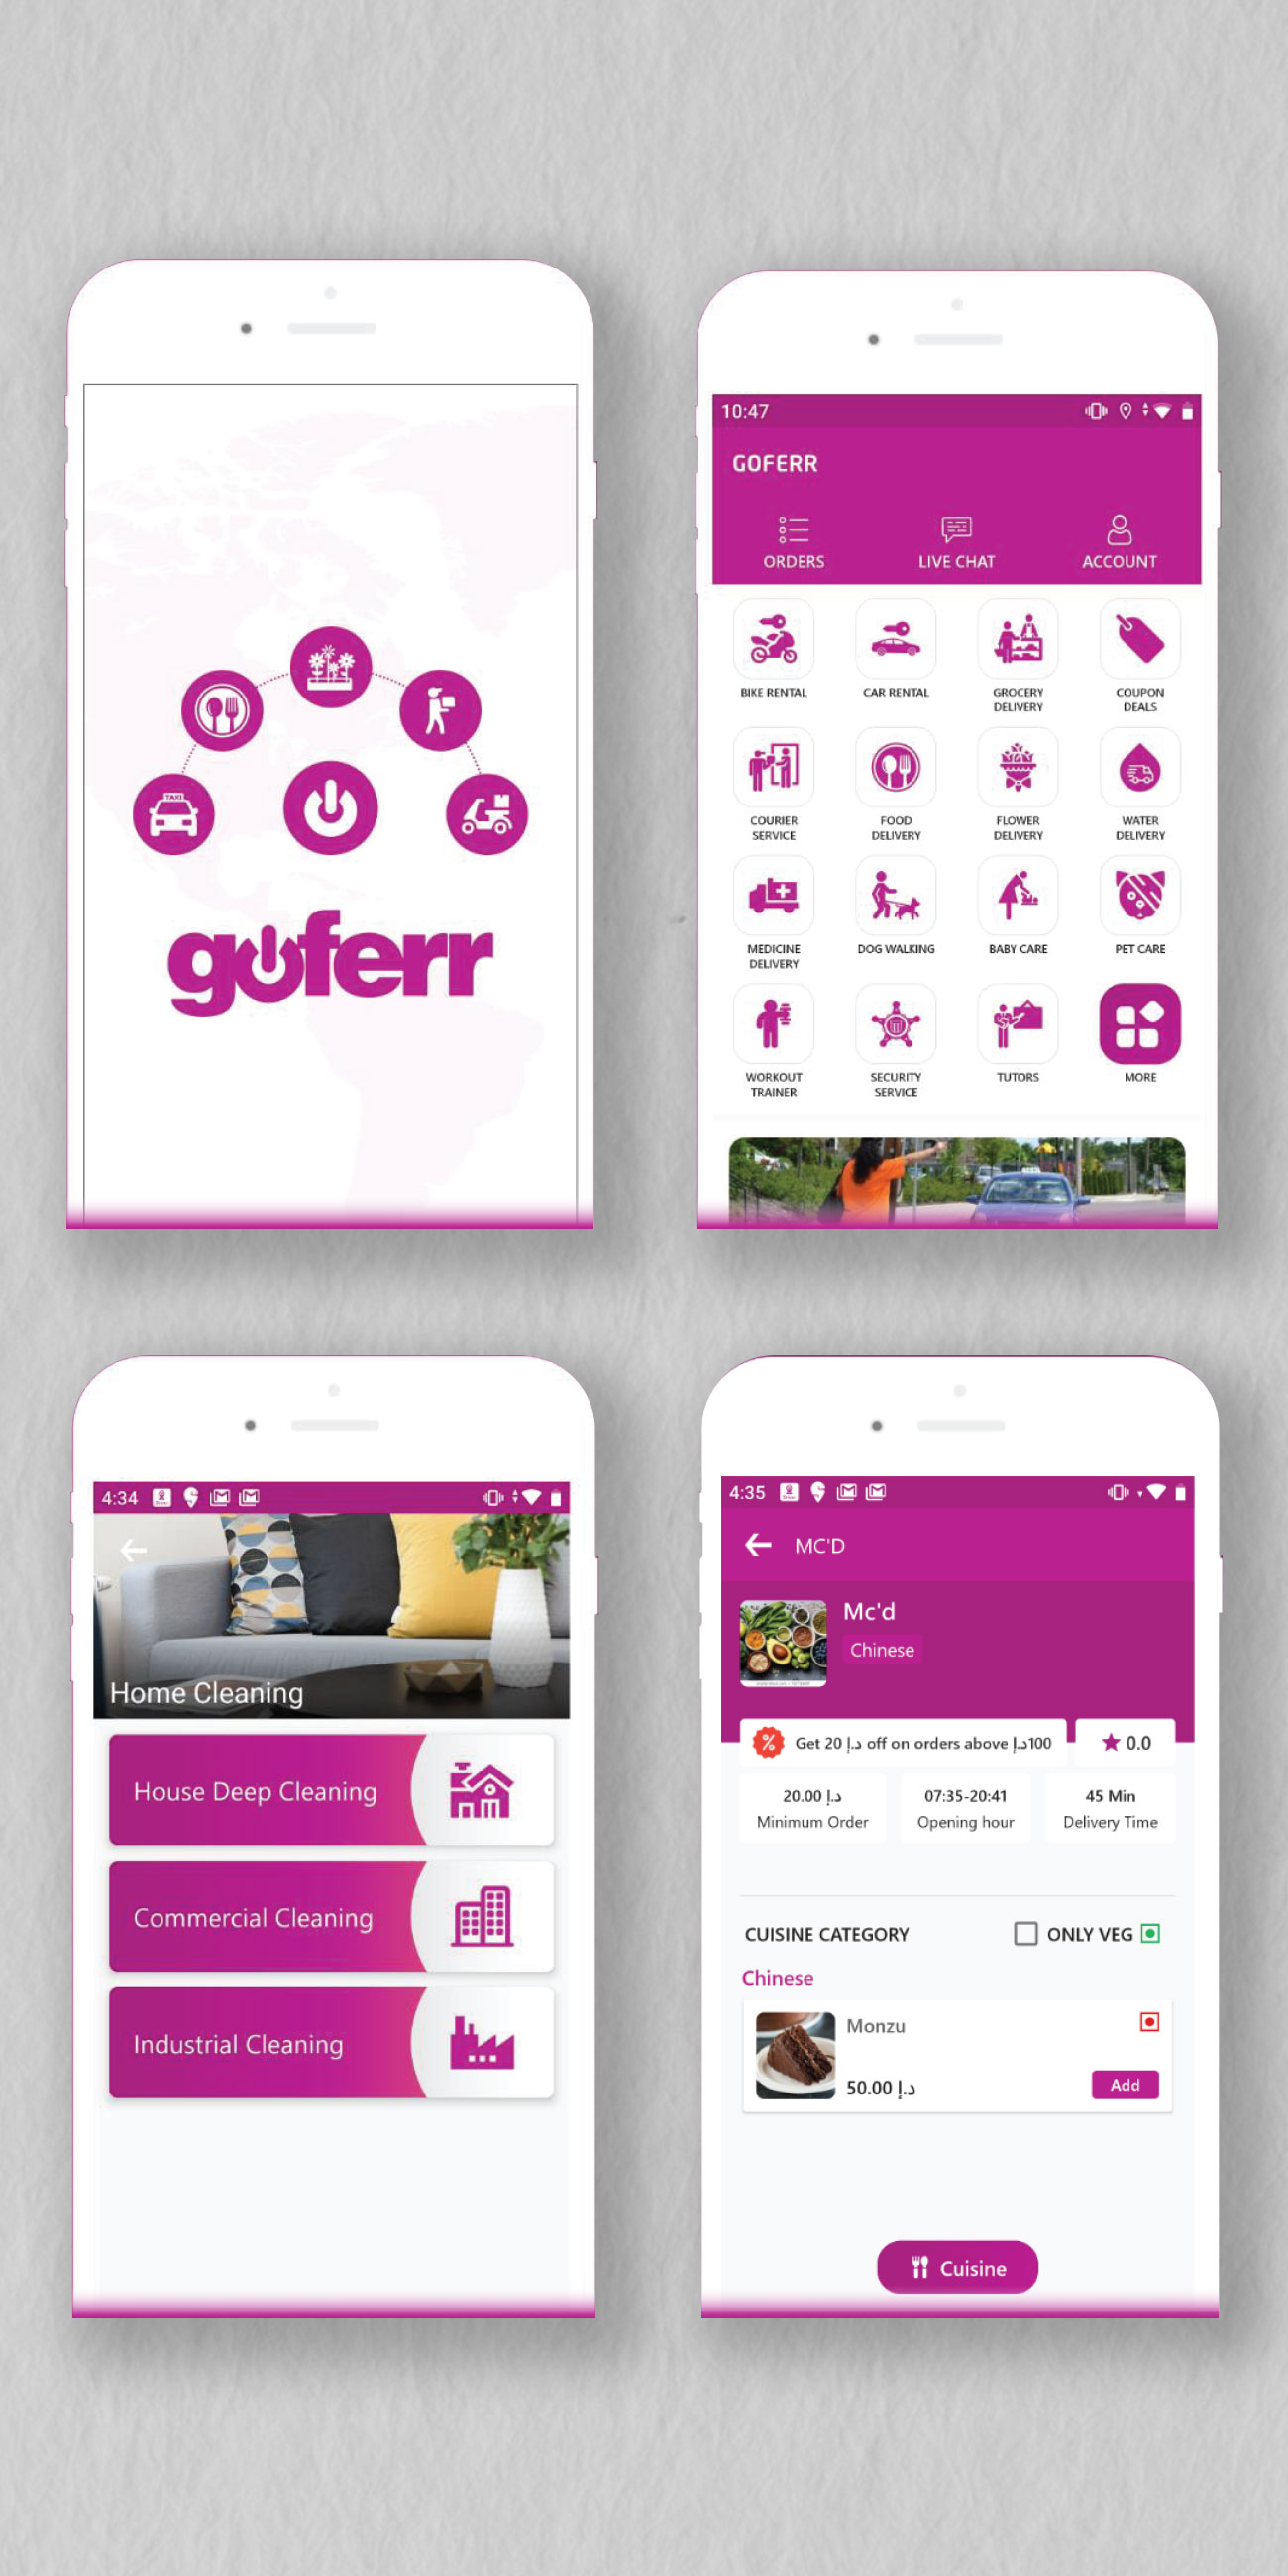 TAXI
goferr
10:47
GOFERR
ORDERS
LIVE CHAT
ACCOUNT
BIKE RENTAL
CAR RENTAL
GROCERY
DELIVERY
COUPON
DEALS
COURIER
SERVICE
FOOD
DELIVERY
FLOWER
DELIVERY
WATER
DELIVERY
MEDICINE
DELIVERY
DOG WALKING
BABY CARE
PET CARE
WORKOUT
TRAINER
SECURITY
SERVICE
TUTORS
MORE
4:34
Home Cleaning
House Deep Cleaning
Commercial Cleaning
Industrial Cleaning
4:35
MC'D
Mc'd
Chinese
% Get 20 د.إ off on orders above د.إ100
0.0
20.00 د.إ
Minimum Order
07:35-20:41
Opening hour
45 Min
Delivery Time
CUISINE CATEGORY
ONLY VEG
Chinese
Monzu
50.00 د.إ
Add
Cuisine